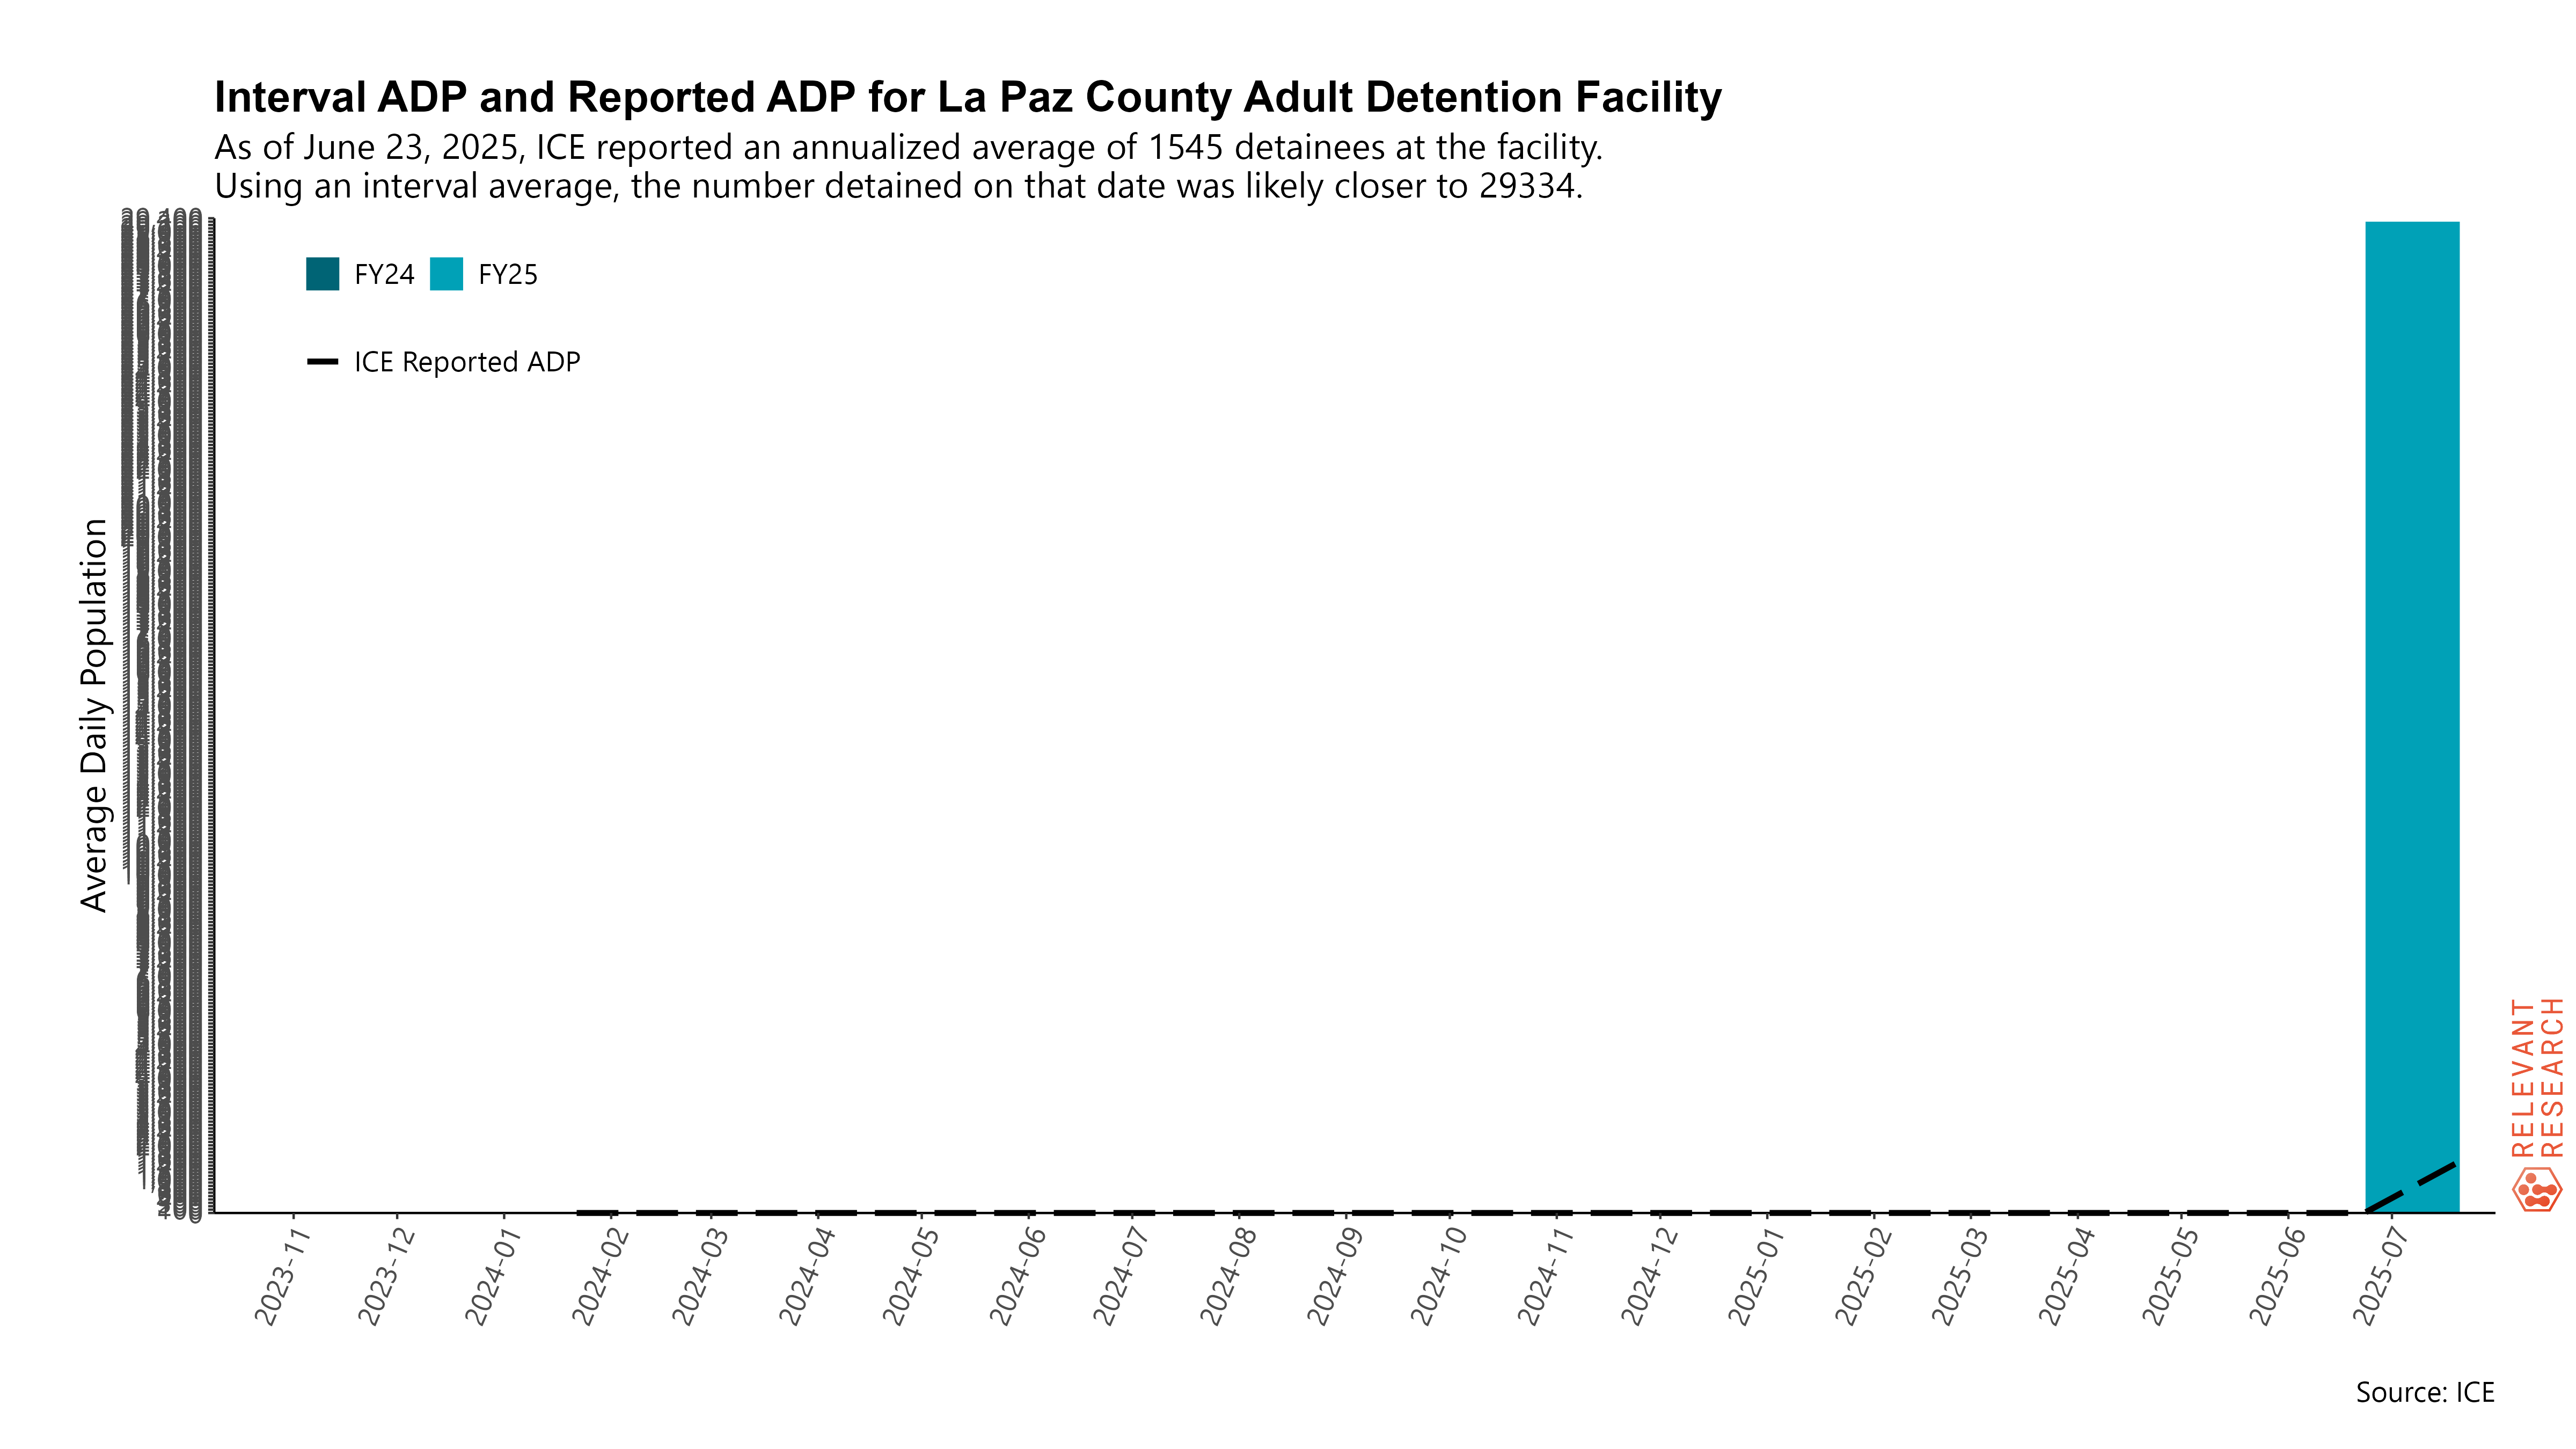 Interval ADP and Reported ADP for La Paz County Adult Detention Facility
As of June 23, 2025, ICE reported an annualized average of 1545 detainees at the facility.
Using an interval average, the number detained on that date was likely closer to 29334.
FY24 FY25
ICE Reported ADP
Average Daily Population
2023-11 2023-12 2024-01 2024-02 2024-03 2024-04 2024-05 2024-06 2024-07 2024-08 2024-09 2024-10 2024-11 2024-12 2025-01 2025-02 2025-03 2025-04 2025-05 2025-06 2025-07
RELEVANT
RESEARCH
Source: ICE